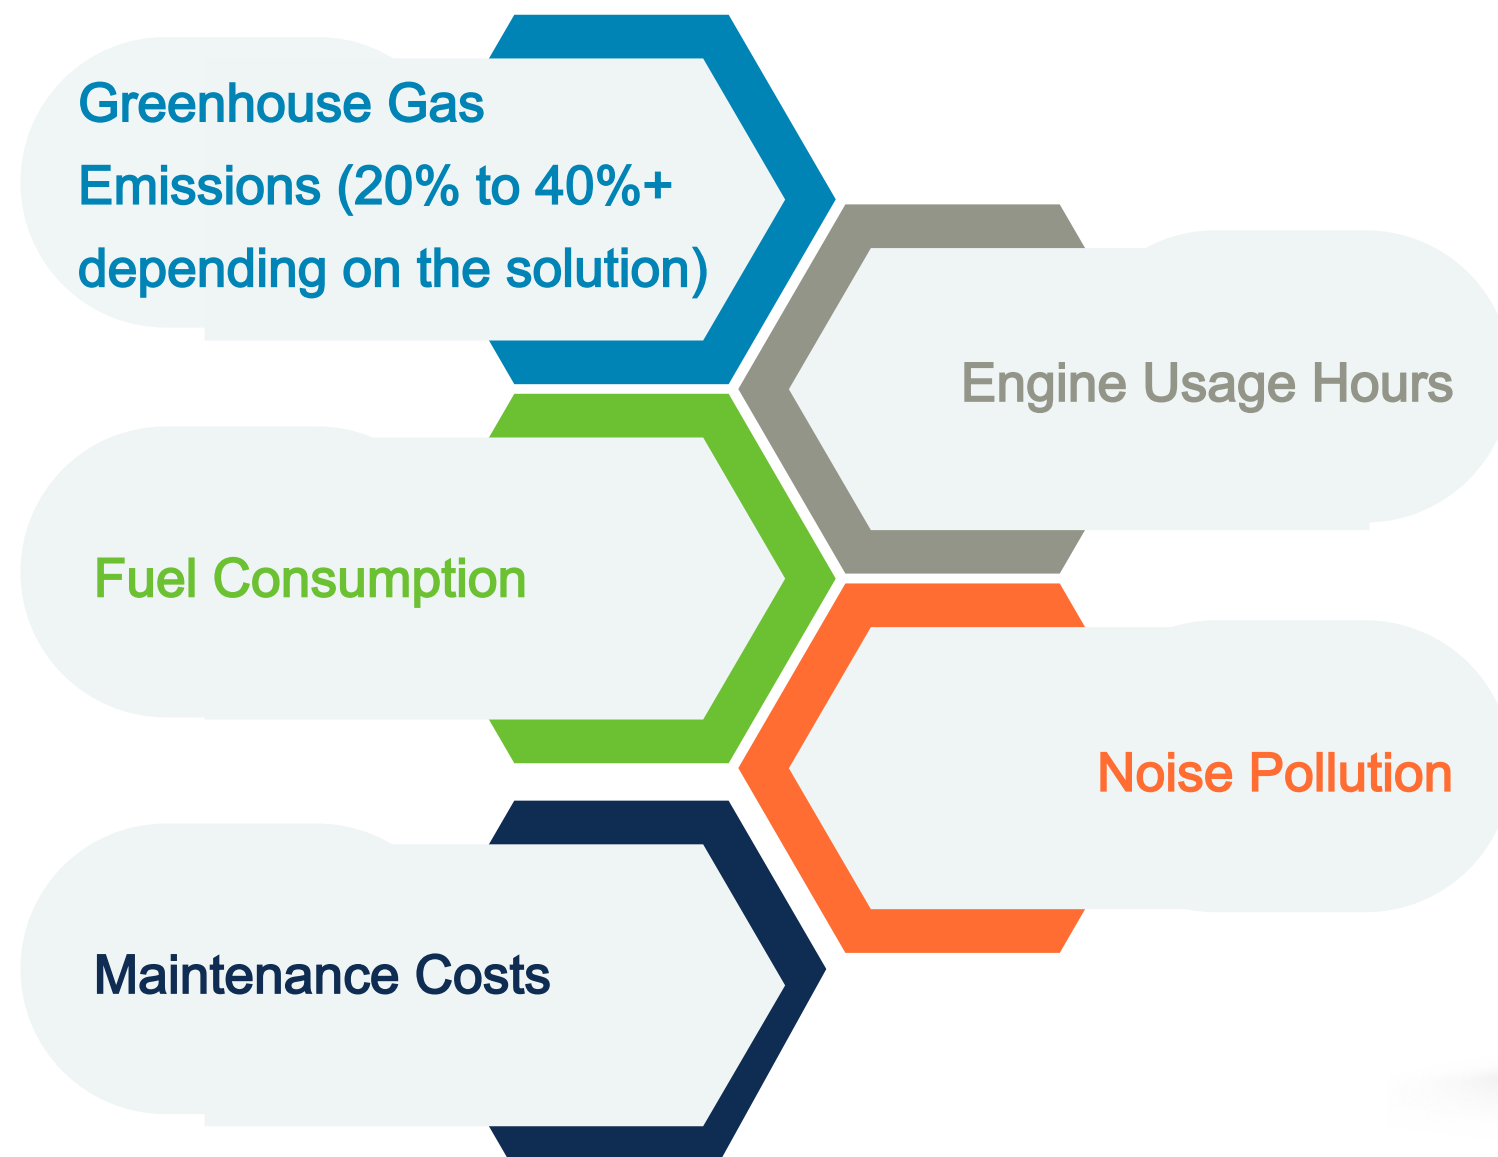 Greenhouse Gas
Emissions (20% to 40%+
depending on the solution)
Engine Usage Hours
Fuel Consumption
Noise Pollution
Maintenance Costs